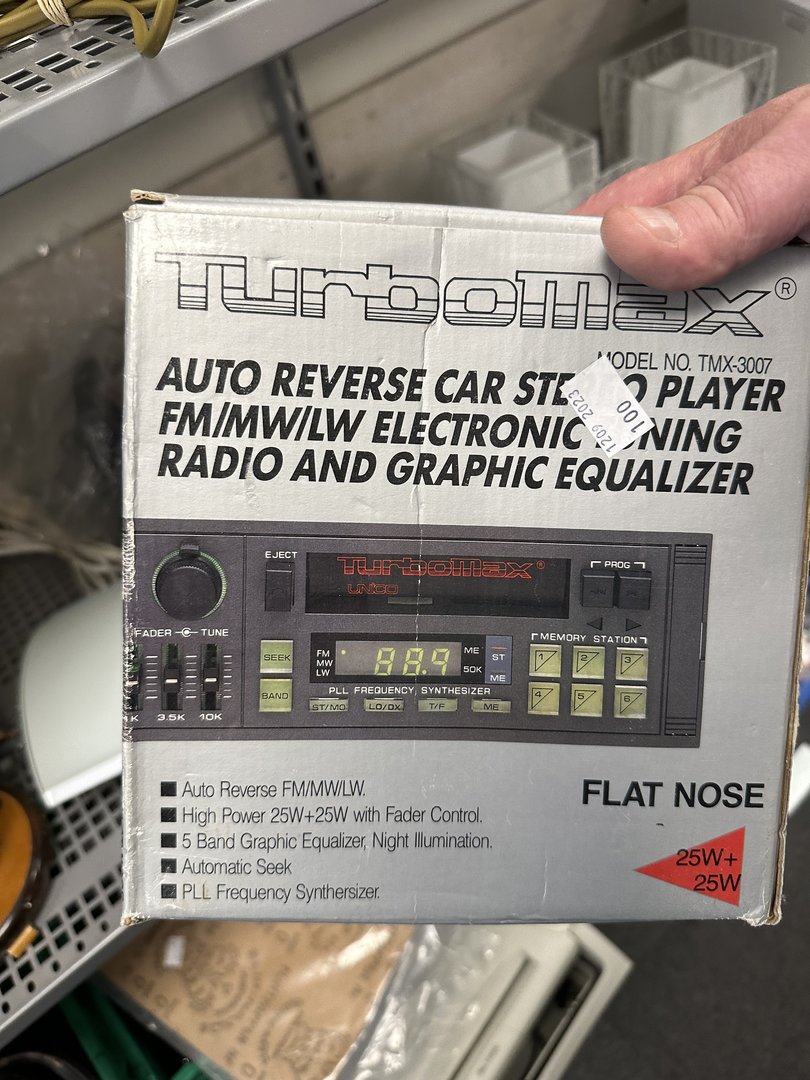 TurboMax®
MODEL NO. TMX-3007
AUTO REVERSE CAR STEREO PLAYER
FM/MW/LW ELECTRONIC TUNING
RADIO AND GRAPHIC EQUALIZER
1209 2023
100
EJECT
TurboMax®
UNICO
PROG
FADER TUNE
SEEK
BAND
FM
MW
LW
88.9
ME
50K
ST
ME
MEMORY STATION
1 2 3
4 5 6
PLL FREQUENCY SYNTHESIZER
ST/MO LO/DX T/F ME
K 3.5K 10K
Auto Reverse FM/MW/LW.
High Power 25W+25W with Fader Control.
5 Band Graphic Equalizer, Night Illumination.
Automatic Seek
PLL Frequency Synthersizer.
FLAT NOSE
25W+
25W